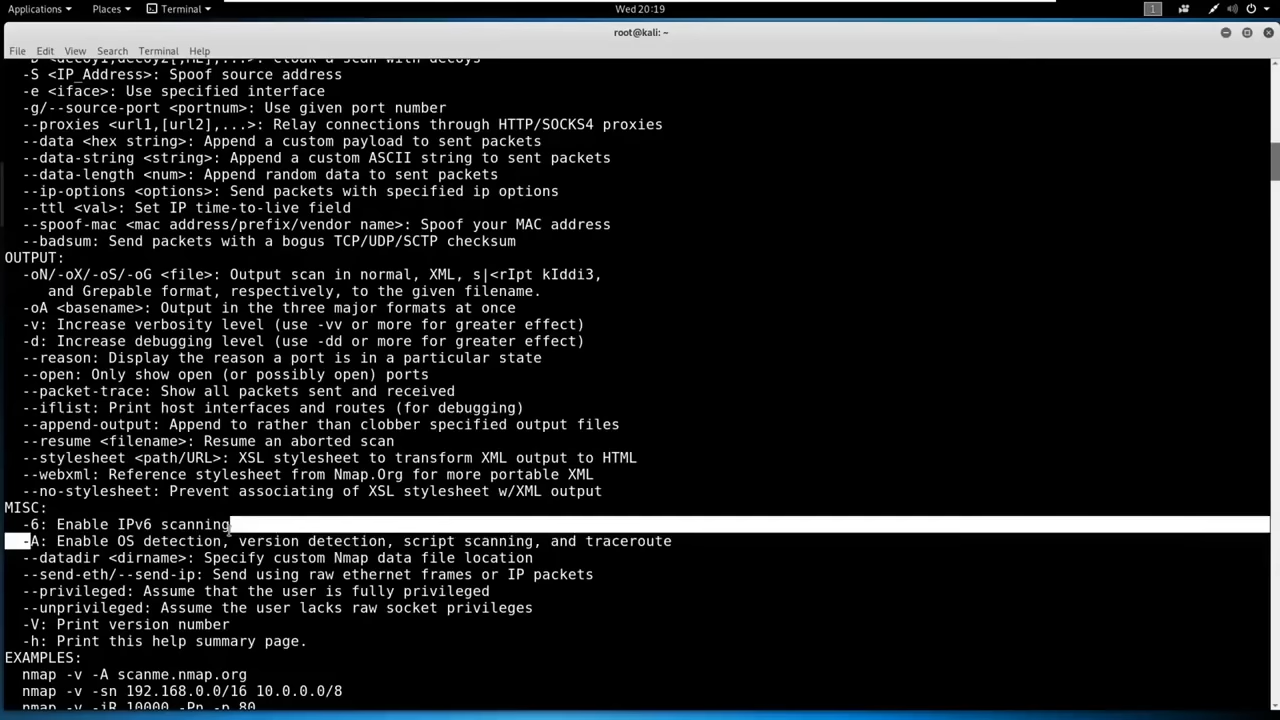 Applications Places Terminal Wed 20:19 1
root@kali: ~
File Edit View Search Terminal Help
-D <decoy1,decoy2[,ME],...>: Cloak a scan with decoys
-S <IP_Address>: Spoof source address
-e <iface>: Use specified interface
-g/--source-port <portnum>: Use given port number
--proxies <url1,[url2],...>: Relay connections through HTTP/SOCKS4 proxies
--data <hex string>: Append a custom payload to sent packets
--data-string <string>: Append a custom ASCII string to sent packets
--data-length <num>: Append random data to sent packets
--ip-options <options>: Send packets with specified ip options
--ttl <val>: Set IP time-to-live field
--spoof-mac <mac address/prefix/vendor name>: Spoof your MAC address
--badsum: Send packets with a bogus TCP/UDP/SCTP checksum
OUTPUT:
-oN/-oX/-oS/-oG <file>: Output scan in normal, XML, s|<rIpt kIddi3,
and Grepable format, respectively, to the given filename.
-oA <basename>: Output in the three major formats at once
-v: Increase verbosity level (use -vv or more for greater effect)
-d: Increase debugging level (use -dd or more for greater effect)
--reason: Display the reason a port is in a particular state
--open: Only show open (or possibly open) ports
--packet-trace: Show all packets sent and received
--iflist: Print host interfaces and routes (for debugging)
--append-output: Append to rather than clobber specified output files
--resume <filename>: Resume an aborted scan
--stylesheet <path/URL>: XSL stylesheet to transform XML output to HTML
--webxml: Reference stylesheet from Nmap.Org for more portable XML
--no-stylesheet: Prevent associating of XSL stylesheet w/XML output
MISC:
-6: Enable IPv6 scanning
-A: Enable OS detection, version detection, script scanning, and traceroute
--datadir <dirname>: Specify custom Nmap data file location
--send-eth/--send-ip: Send using raw ethernet frames or IP packets
--privileged: Assume that the user is fully privileged
--unprivileged: Assume the user lacks raw socket privileges
-V: Print version number
-h: Print this help summary page.
EXAMPLES:
nmap -v -A scanme.nmap.org
nmap -v -sn 192.168.0.0/16 10.0.0.0/8
nmap -v -iR 10000 -Pn -p 80